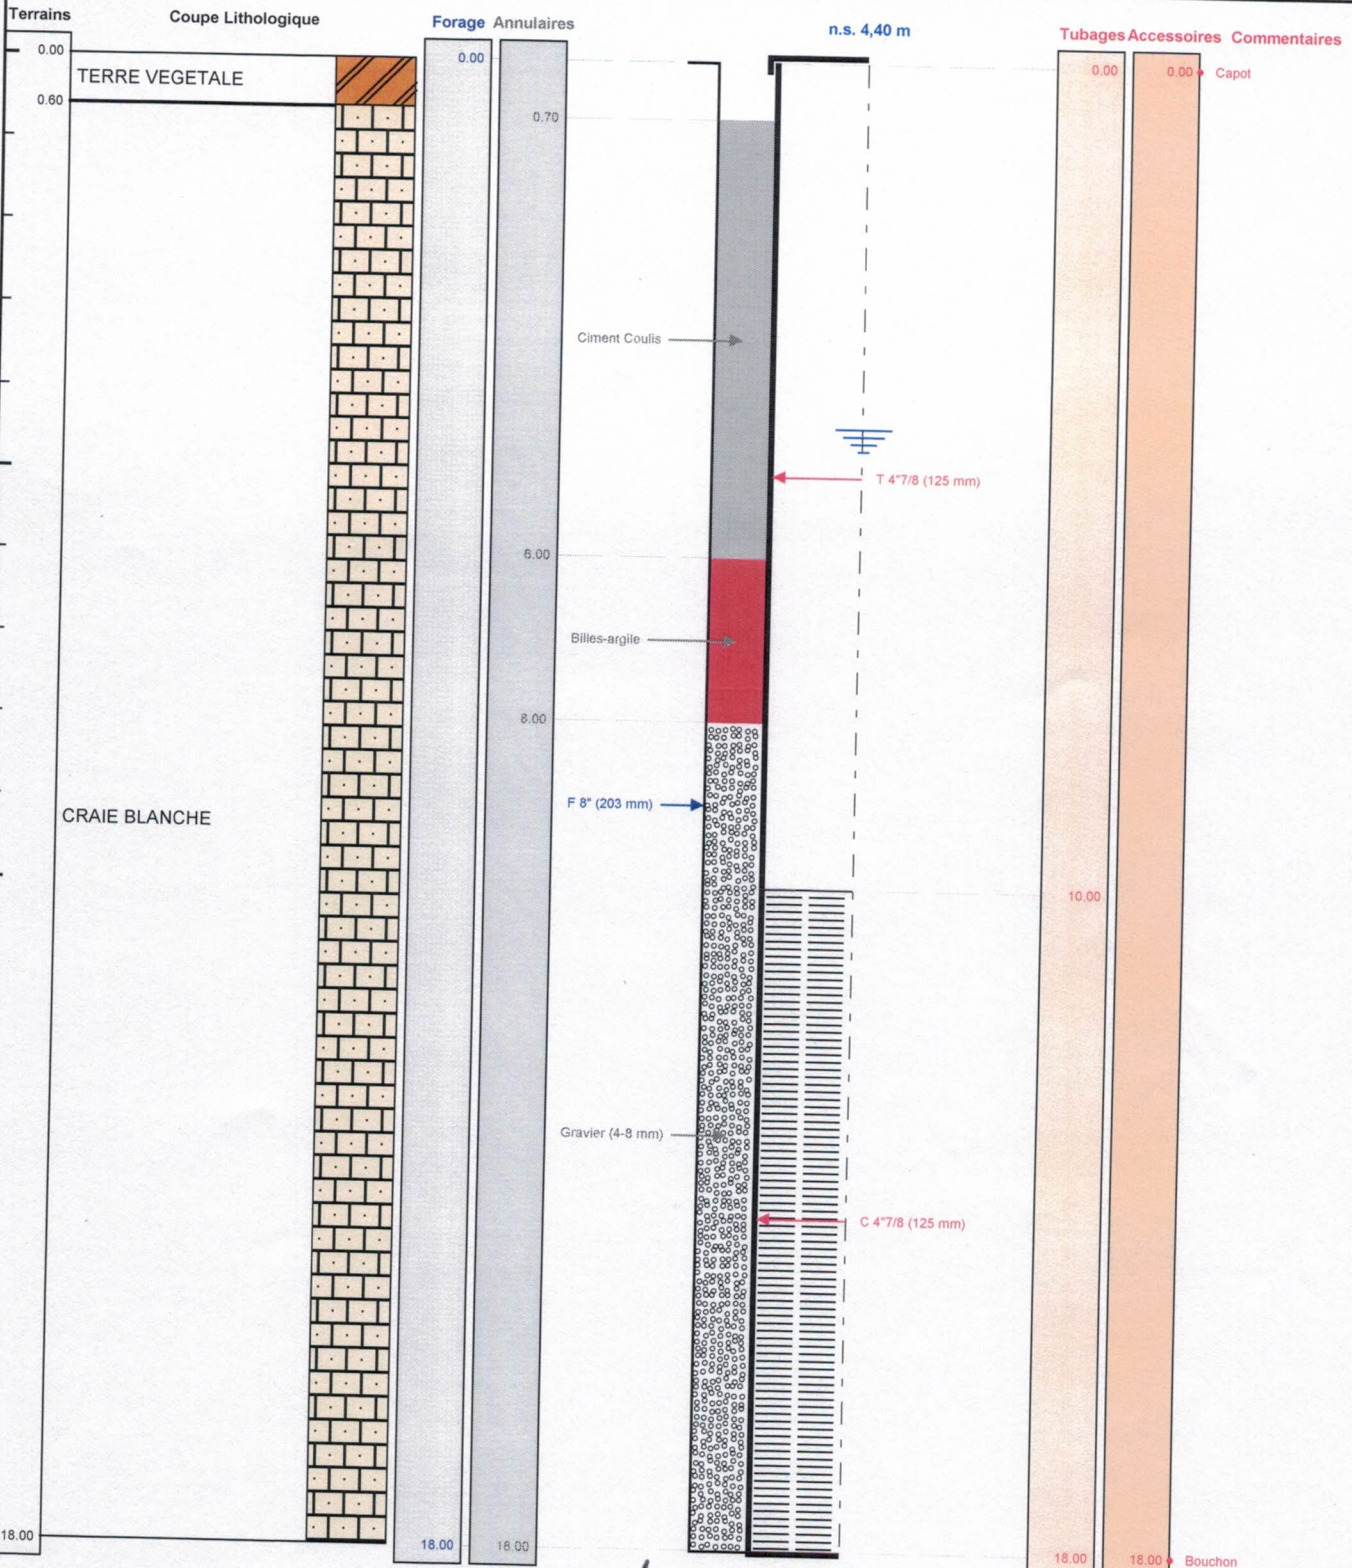 Terrains Coupe Lithologique Forage Annulaires n.s. 4,40 m Tubages Accessoires Commentaires
0.00 0.00 0.00 0.00 Capot
TERRE VEGETALE
0.60
0.70
Ciment Coulis
T 4"7/8 (125 mm)
6.00
Billes-argile
8.00
F 8" (203 mm)
CRAIE BLANCHE
10.00
Gravier (4-8 mm)
C 4"7/8 (125 mm)
18.00 18.00 18.00 18.00 18.00 Bouchon